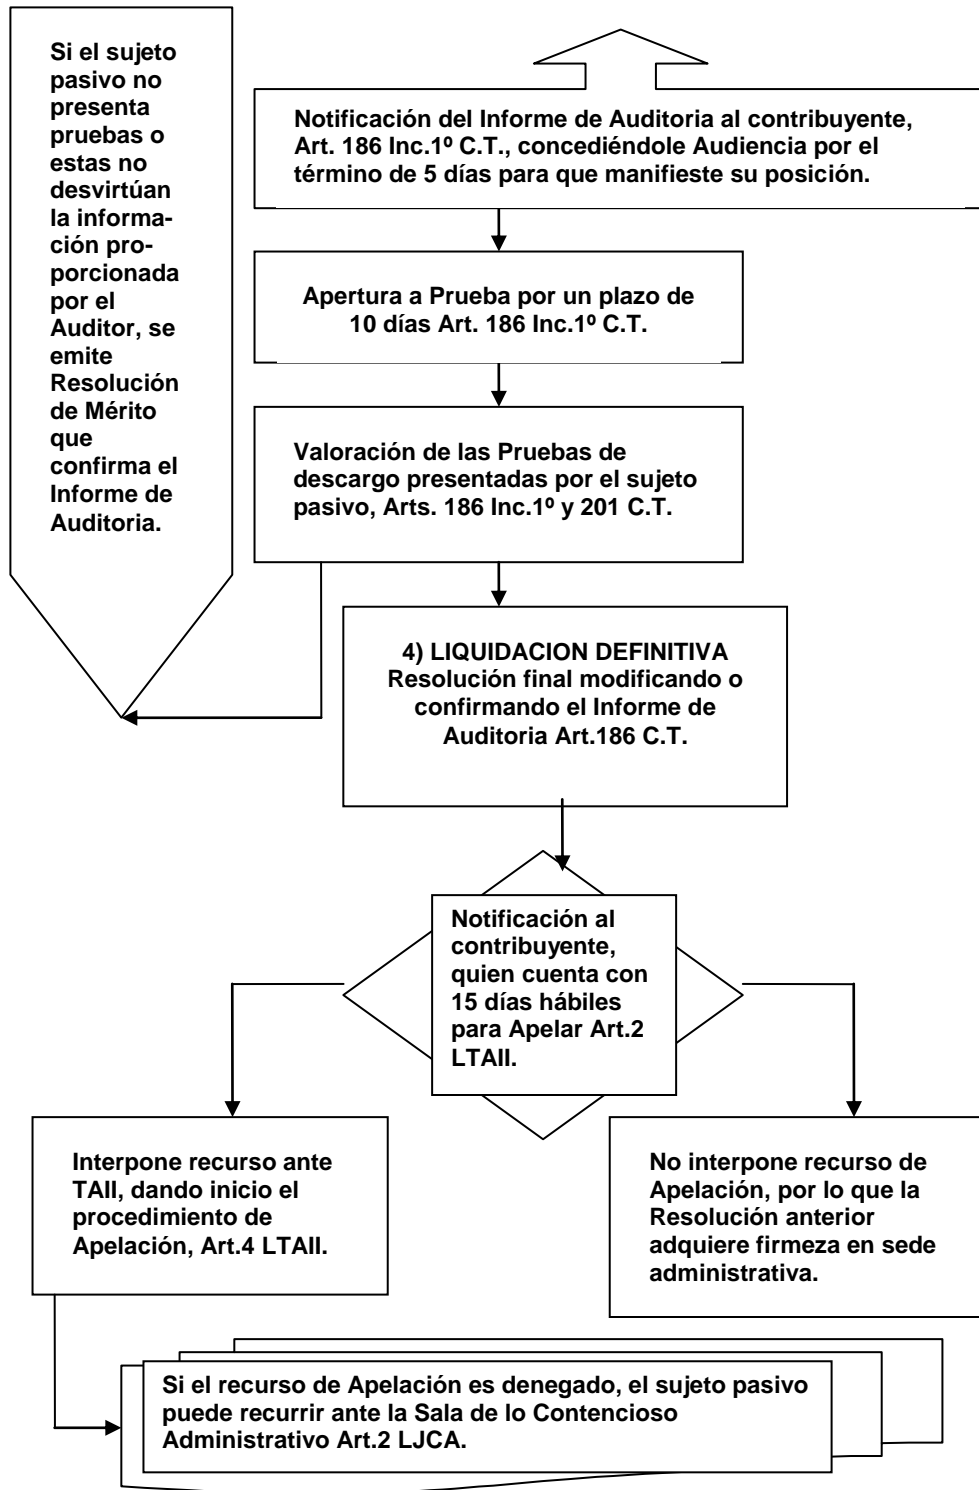 Si el sujeto
pasivo no
presenta
pruebas o
estas no
desvirtúan
la informa-
ción pro-
porcionada
por el
Auditor, se
emite
Resolución
de Mérito
que
confirma el
Informe de
Auditoria.
Notificación del Informe de Auditoria al contribuyente,
Art. 186 Inc.1º C.T., concediéndole Audiencia por el
término de 5 días para que manifieste su posición.
Apertura a Prueba por un plazo de
10 días Art. 186 Inc.1º C.T.
Valoración de las Pruebas de
descargo presentadas por el sujeto
pasivo, Arts. 186 Inc.1º y 201 C.T.
4) LIQUIDACION DEFINITIVA
Resolución final modificando o
confirmando el Informe de
Auditoria Art.186 C.T.
Notificación al
contribuyente,
quien cuenta con
15 días hábiles
para Apelar Art.2
LTAII.
Interpone recurso ante
TAII, dando inicio el
procedimiento de
Apelación, Art.4 LTAII.
No interpone recurso de
Apelación, por lo que la
Resolución anterior
adquiere firmeza en sede
administrativa.
Si el recurso de Apelación es denegado, el sujeto pasivo
puede recurrir ante la Sala de lo Contencioso
Administrativo Art.2 LJCA.